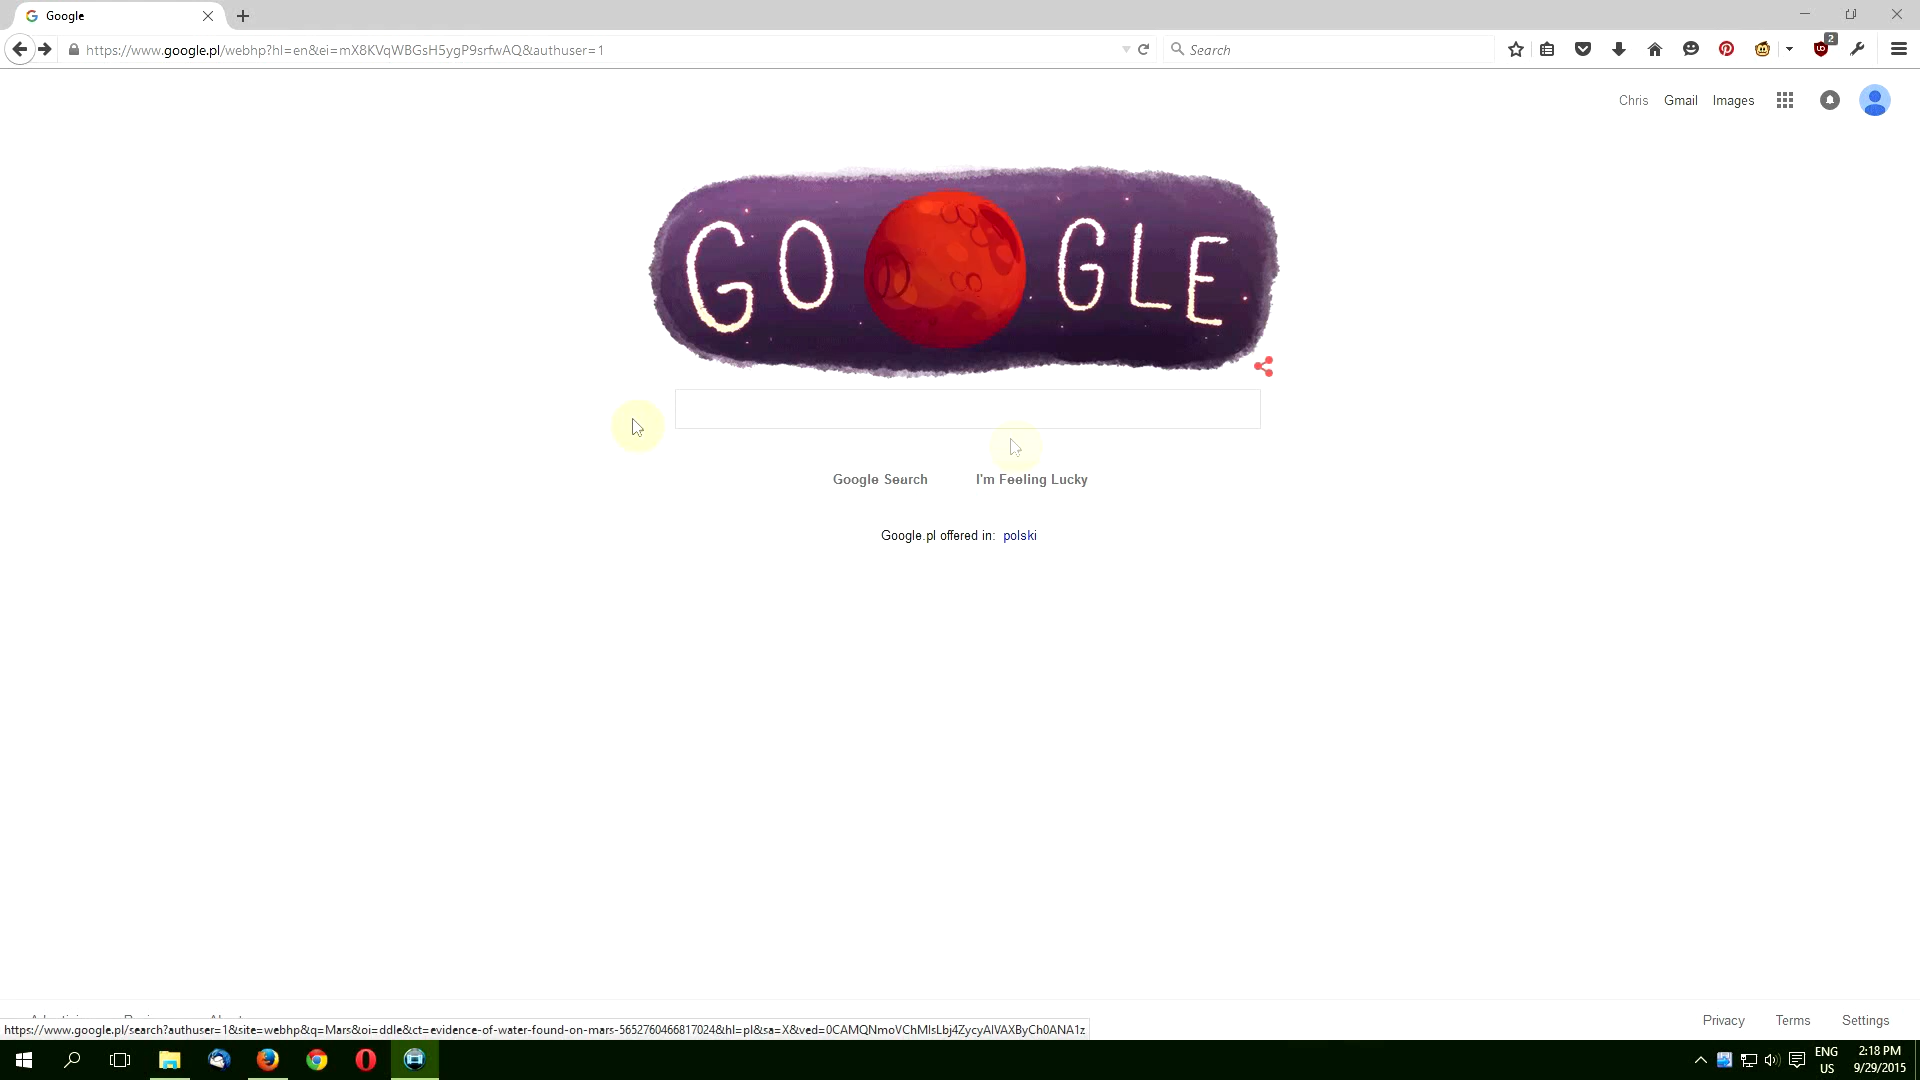 Google
https://www.google.pl/webhp?hl=en&ei=mX8KVqWBGsH5ygP9srfwAQ&authuser=1
Search
2
Chris Gmail Images
GO GLE
Google Search I'm Feeling Lucky
Google.pl offered in: polski
https://www.google.pl/search?authuser=1&site=webhp&q=Mars&oi=ddle&ct=evidence-of-water-found-on-mars-5652760466817024&hl=pl&sa=X&ved=0CAMQNmoVChMIsLbj4ZycyAIVAXByCh0ANA1z
Privacy Terms Settings
ENG
US
2:18 PM
9/29/2015